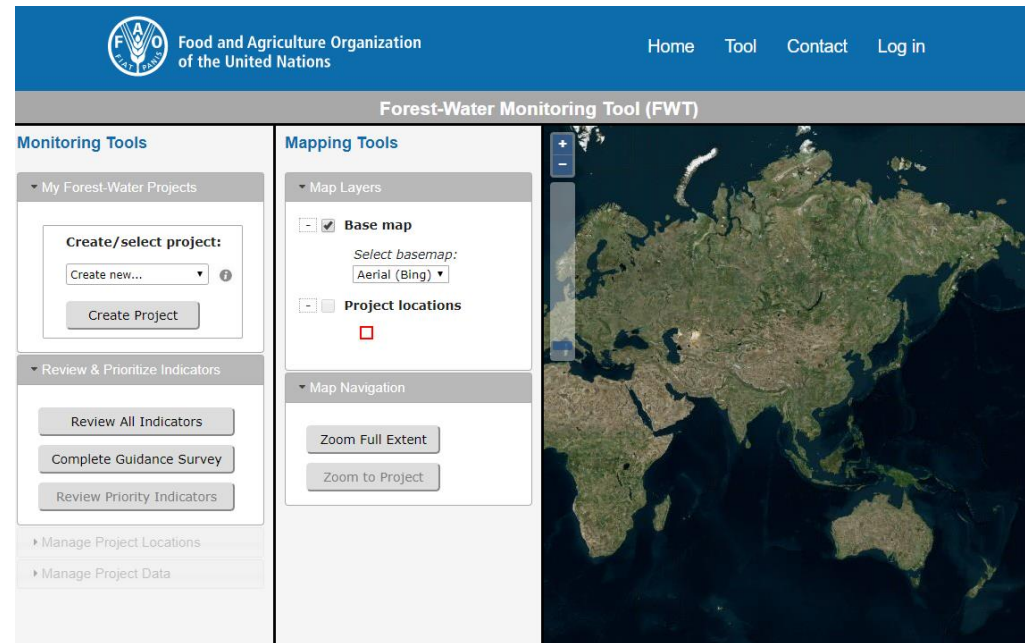 F A O
FIAT PANIS
Food and Agriculture Organization
of the United Nations
Home Tool Contact Log in
Forest-Water Monitoring Tool (FWT)
Monitoring Tools
My Forest-Water Projects
Create/select project:
Create new...
i
Create Project
Review & Prioritize Indicators
Review All Indicators
Complete Guidance Survey
Review Priority Indicators
Manage Project Locations
Manage Project Data
Mapping Tools
Map Layers
- Base map
Select basemap:
Aerial (Bing)
- Project locations
Map Navigation
Zoom Full Extent
Zoom to Project
+
–